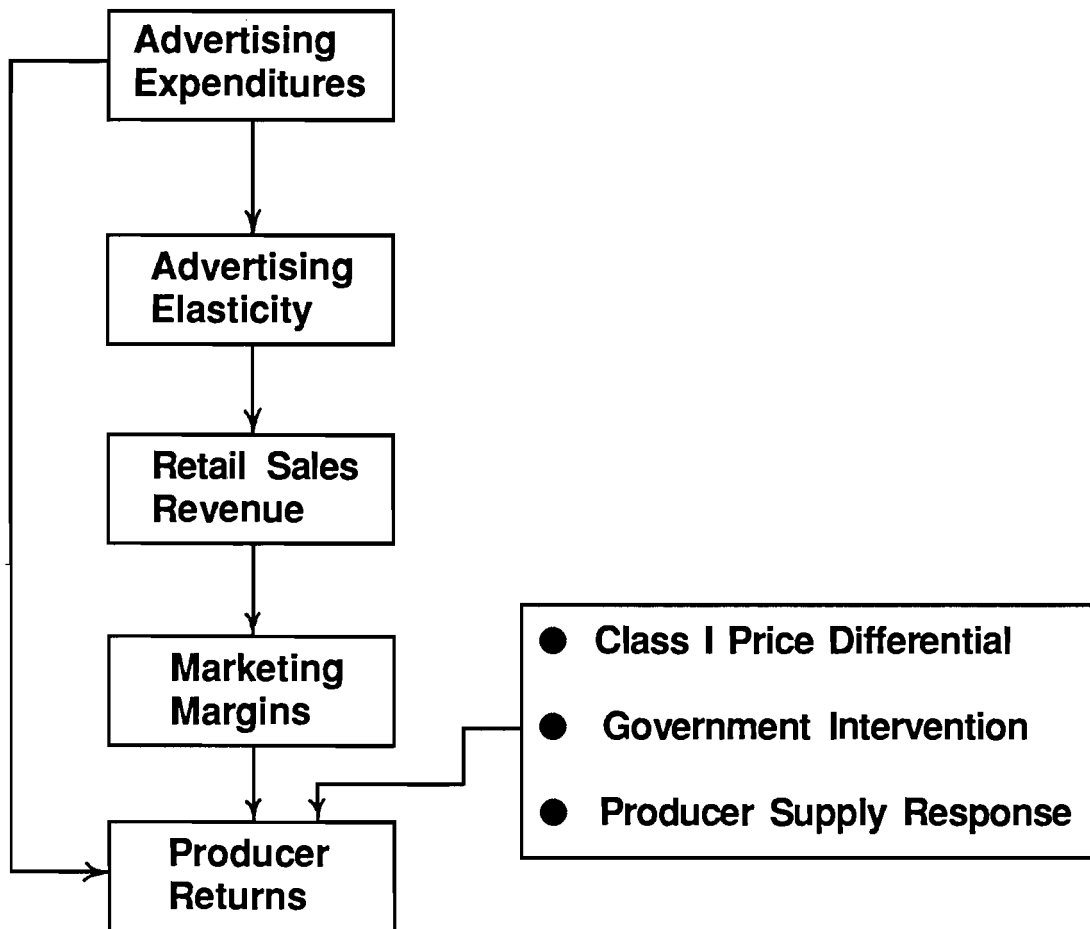 Advertising
Expenditures
Advertising
Elasticity
Retail Sales
Revenue
Marketing
Margins
● Class I Price Differential
● Government Intervention
● Producer Supply Response
Producer
Returns